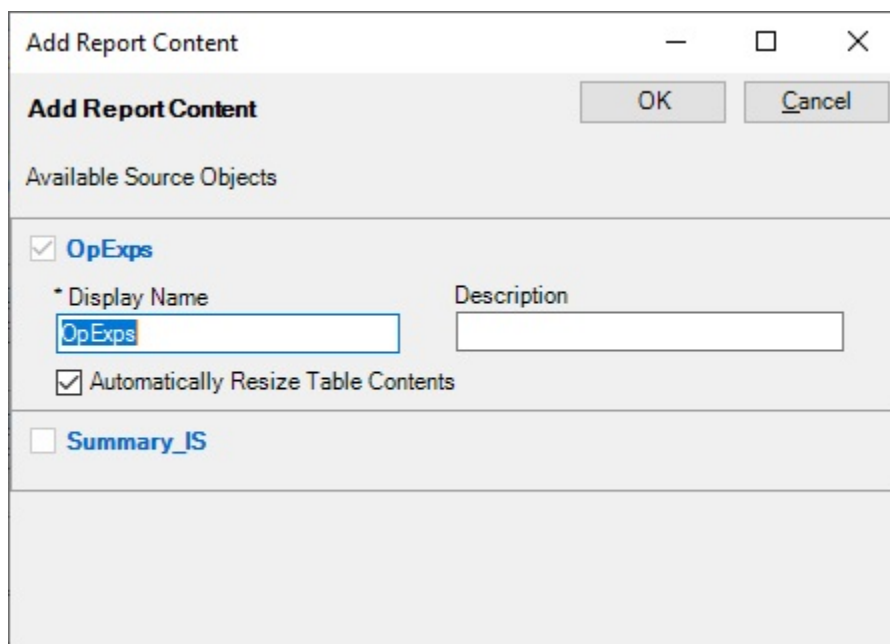 Add Report Content
Add Report Content
OK
Cancel
Available Source Objects
OpExps
* Display Name
Description
OpExps
Automatically Resize Table Contents
Summary_IS